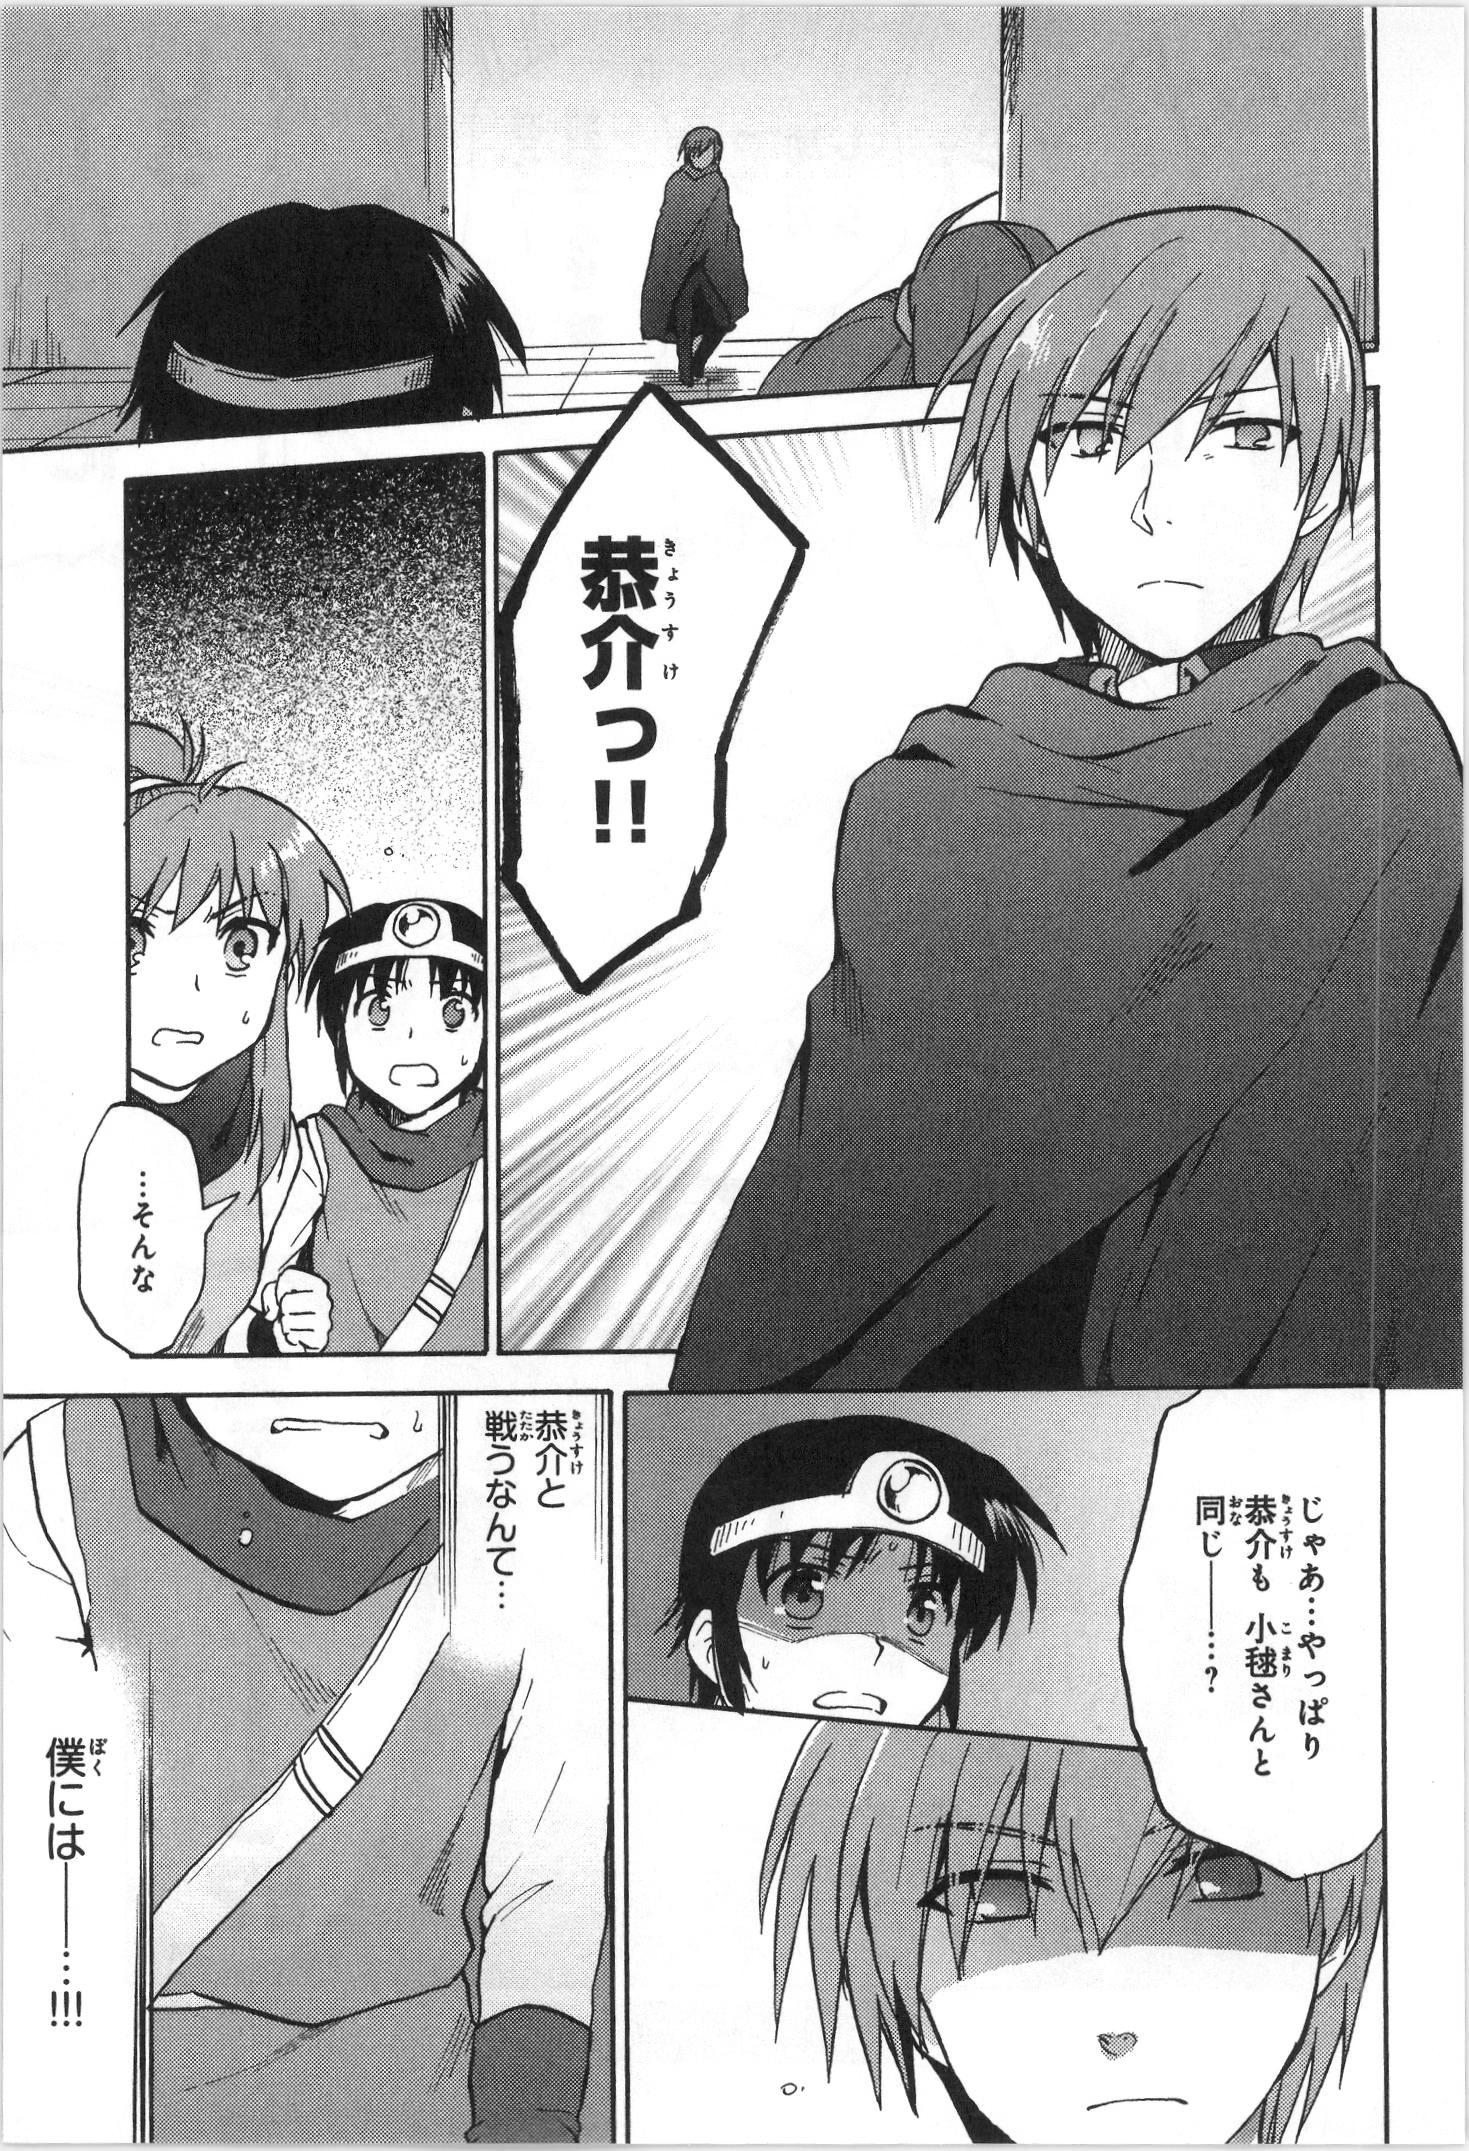 恭介っ!!
…そんな
じゃあ…やっぱり
恭介も小毬さんと
同じ――…?
恭介と
戦うなんて…
僕には――…!!!